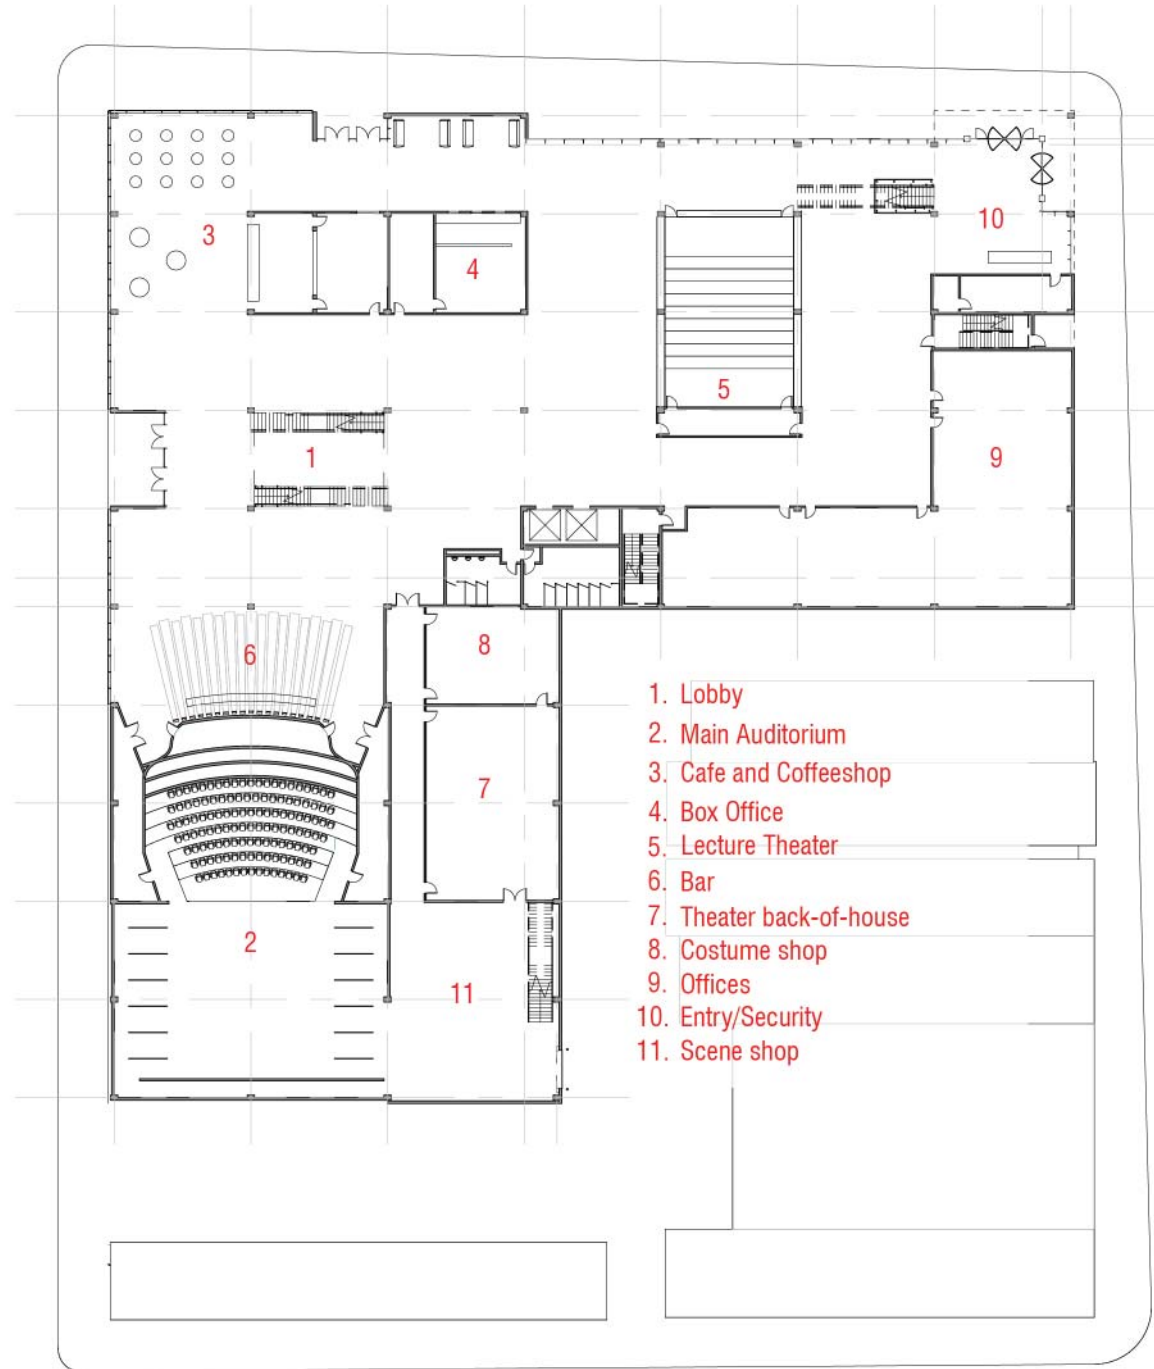 3
10
4
5
1
9
6
8
7
2
11
1. Lobby
2. Main Auditorium
3. Cafe and Coffeeshop
4. Box Office
5. Lecture Theater
6. Bar
7. Theater back-of-house
8. Costume shop
9. Offices
10. Entry/Security
11. Scene shop